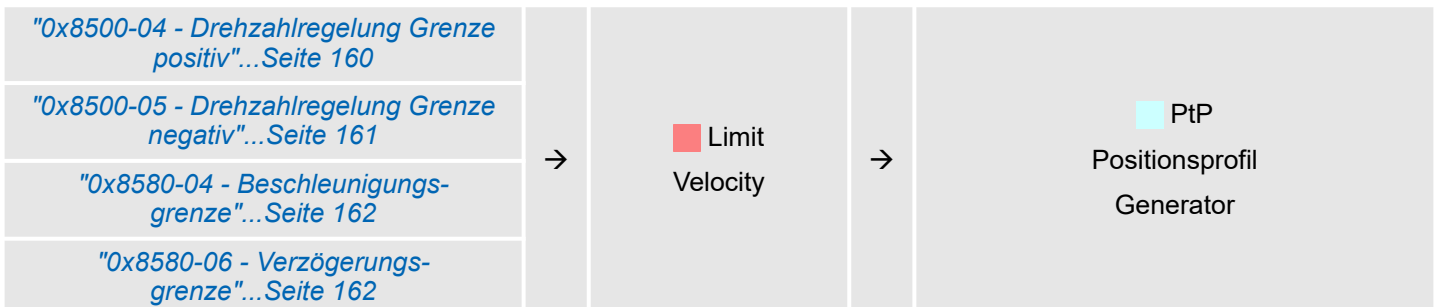 "0x8500-04 - Drehzahlregelung Grenze
positiv"...Seite 160
"0x8500-05 - Drehzahlregelung Grenze
negativ"...Seite 161
"0x8580-04 - Beschleunigungs-
grenze"...Seite 162
"0x8580-06 - Verzögerungs-
grenze"...Seite 162
→
Limit
Velocity
→
PtP
Positionsprofil
Generator